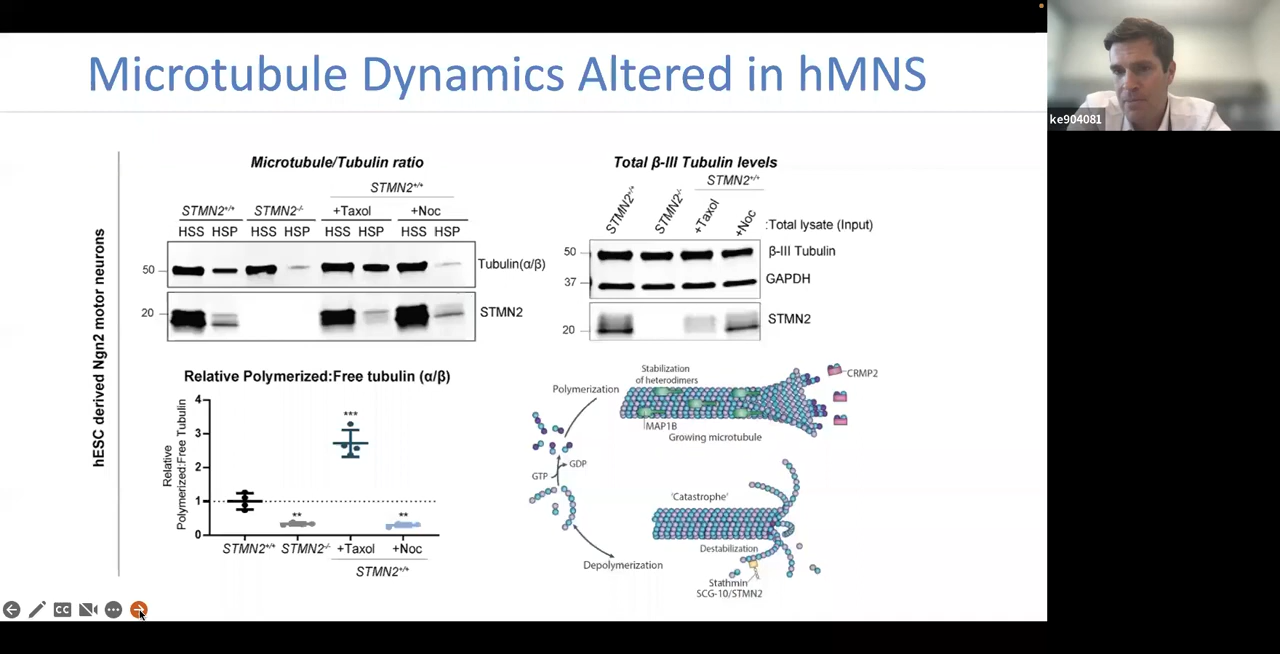 Microtubule Dynamics Altered in hMNS
ke904081
hESC derived Ngn2 motor neurons
Microtubule/Tubulin ratio
STMN2+/+
STMN2+/+ STMN2-/- +Taxol +Noc
HSS HSP HSS HSP HSS HSP HSS HSP
50 Tubulin(α/β)
20 STMN2
Total β-III Tubulin levels
STMN2+/+
STMN2+/+ STMN2-/- +Taxol +Noc :Total lysate (Input)
50 β-III Tubulin
37 GAPDH
20 STMN2
Relative Polymerized:Free tubulin (α/β)
Relative
Polymerized:Free Tubulin
4
3
2
1
0
***
**
**
STMN2+/+ STMN2-/- +Taxol +Noc
STMN2+/+
Stabilization
of heterodimers
Polymerization
CRMP2
MAP1B
Growing microtubule
GTP
GDP
'Catastrophe'
Destabilization
Depolymerization
Stathmin
SCG-10/STMN2
CC